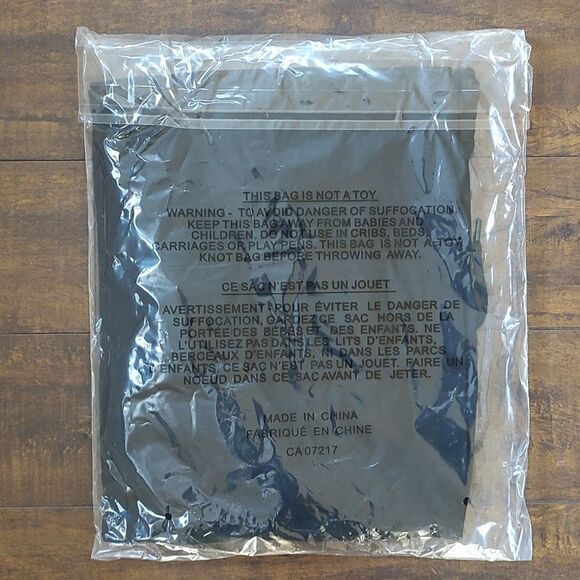 THIS BAG IS NOT A TOY
WARNING - TO AVOID DANGER OF SUFFOCATION,
KEEP THIS BAG AWAY FROM BABIES AND
CHILDREN. DO NOT USE IN CRIBS, BEDS,
CARRIAGES OR PLAY PENS. THIS BAG IS NOT A TOY
KNOT BAG BEFORE THROWING AWAY.
CE SAC N'EST PAS UN JOUET
AVERTISSEMENT: POUR ÉVITER LE DANGER DE
SUFFOCATION, GARDEZ CE SAC HORS DE LA
PORTÉE DES BÉBÉS ET DES ENFANTS. NE
L'UTILISEZ PAS DANS LES LITS D'ENFANTS,
BERCEAUX D'ENFANTS, NI DANS LES PARCS
D'ENFANTS, CE SAC N'EST PAS UN JOUET. FAIRE UN
NOEUD DANS CE SAC AVANT DE JETER.
MADE IN CHINA
FABRIQUÉ EN CHINE
CA 07217